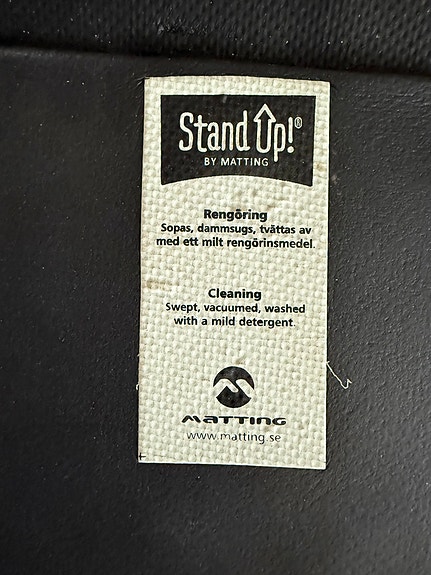 Stand Up!®
BY MATTING
Rengöring
Sopas, dammsugs, tvättas av
med ett milt rengörinsmedel.
Cleaning
Swept, vacuumed, washed
with a mild detergent.
MATTING
www.matting.se